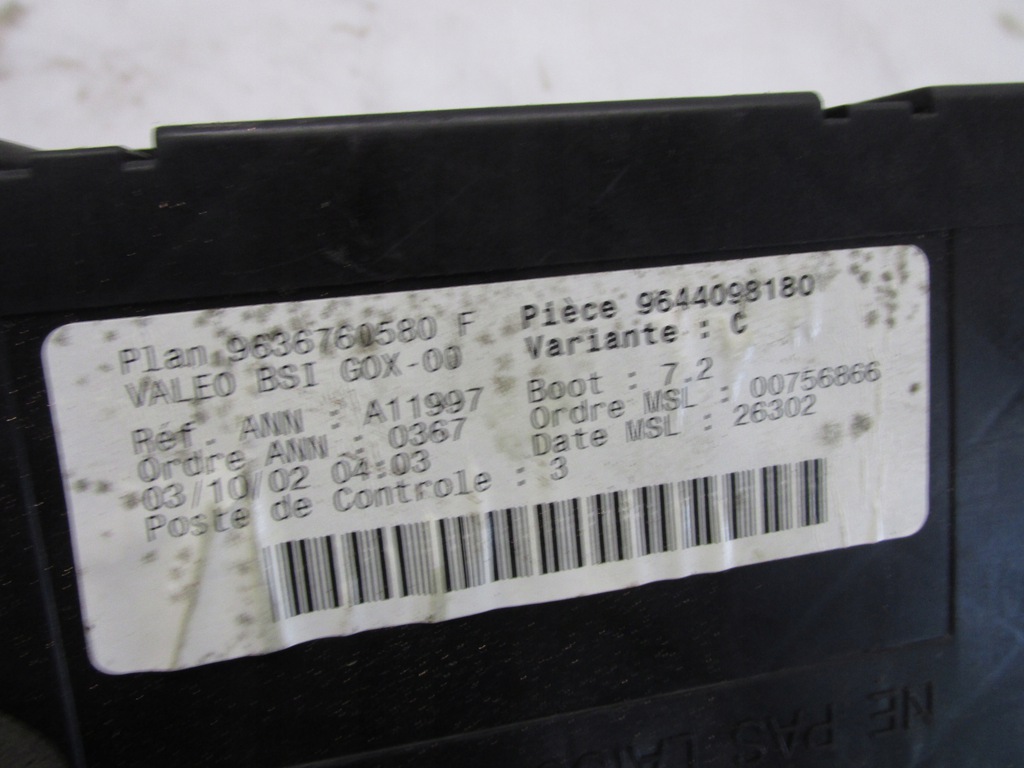 Plan 9636760580 F Pièce 9644098180
VALEO BSI G0X-00 Variante : C
Réf. ANN : A11997 Boot : 7.2
Ordre ANN : 0367 Ordre MSL : 00756866
03/10/02 04:03 Date MSL : 26302
Poste de Controle : 3
NE PAS